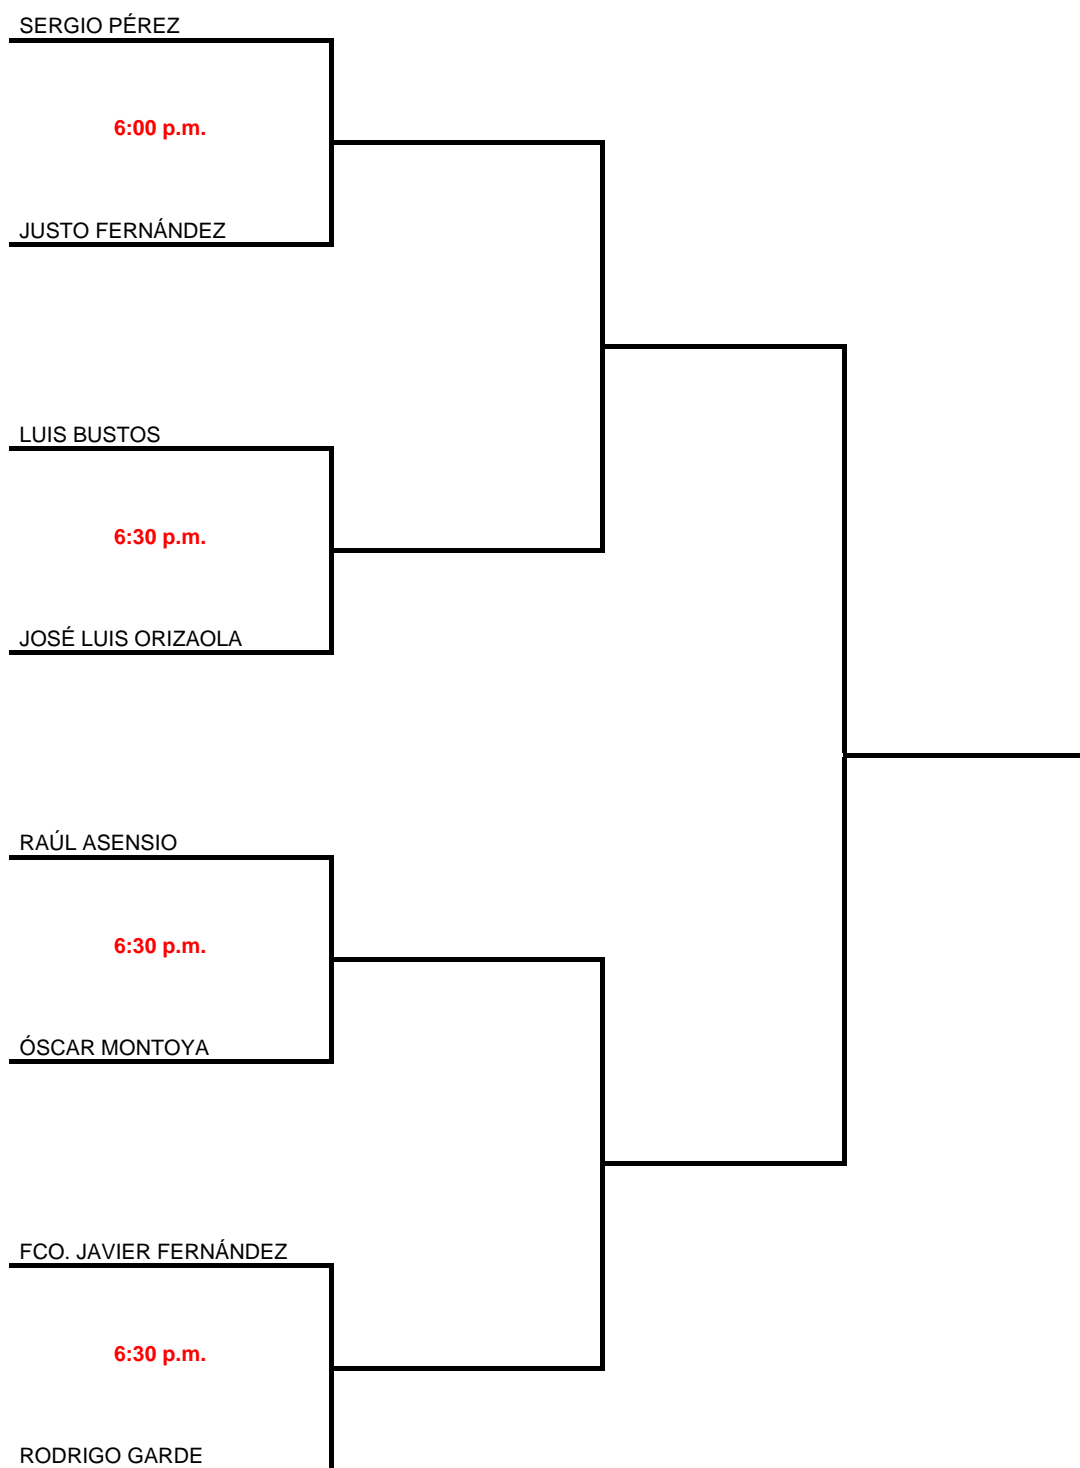 SERGIO PÉREZ
6:00 p.m.
JUSTO FERNÁNDEZ
LUIS BUSTOS
6:30 p.m.
JOSÉ LUIS ORIZAOLA
RAÚL ASENSIO
6:30 p.m.
ÓSCAR MONTOYA
FCO. JAVIER FERNÁNDEZ
6:30 p.m.
RODRIGO GARDE